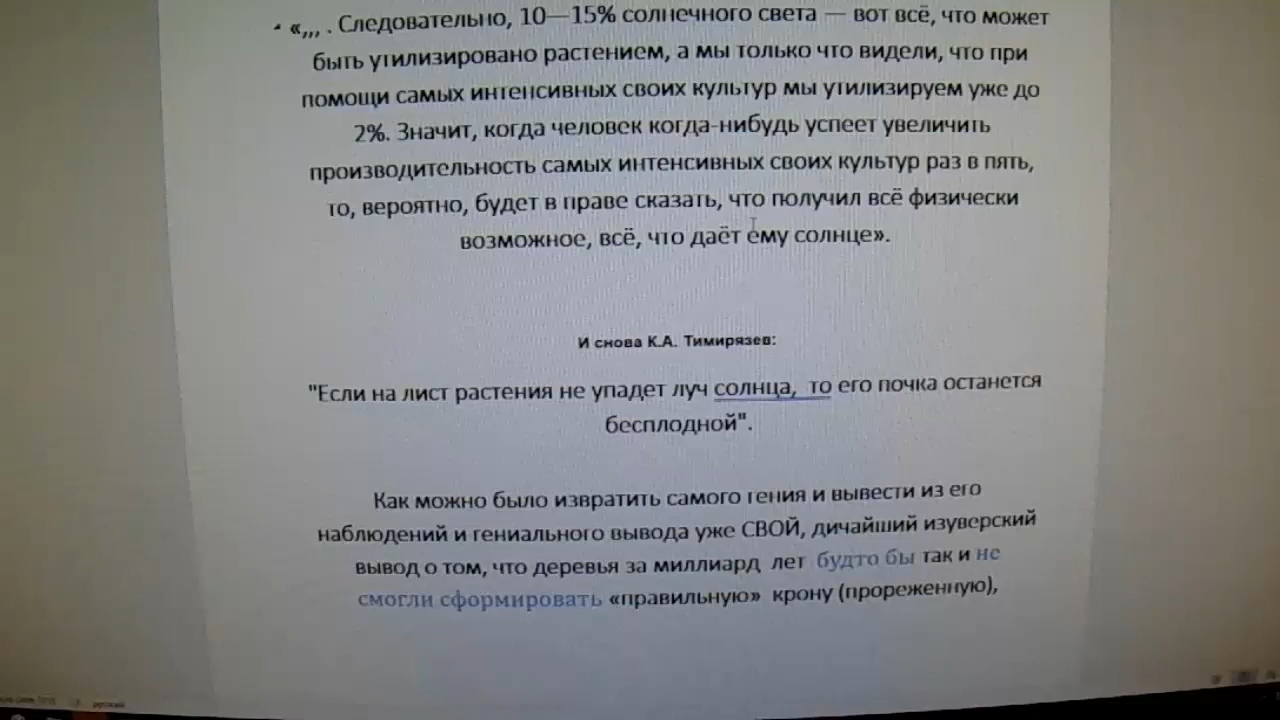 «,,, . Следовательно, 10—15% солнечного света — вот всё, что может
быть утилизировано растением, а мы только что видели, что при
помощи самых интенсивных своих культур мы утилизируем уже до
2%. Значит, когда человек когда-нибудь успеет увеличить
производительность самых интенсивных своих культур раз в пять,
то, вероятно, будет в праве сказать, что получил всё физически
возможное, всё, что даёт ему солнце».
И снова К.А. Тимирязев:
"Если на лист растения не упадет луч солнца, то его почка останется
бесплодной".
Как можно было извратить самого гения и вывести из его
наблюдений и гениального вывода уже СВОЙ, дичайший изуверский
вывод о том, что деревья за миллиард лет будто бы так и не
смогли сформировать «правильную» крону (прореженную),
русский